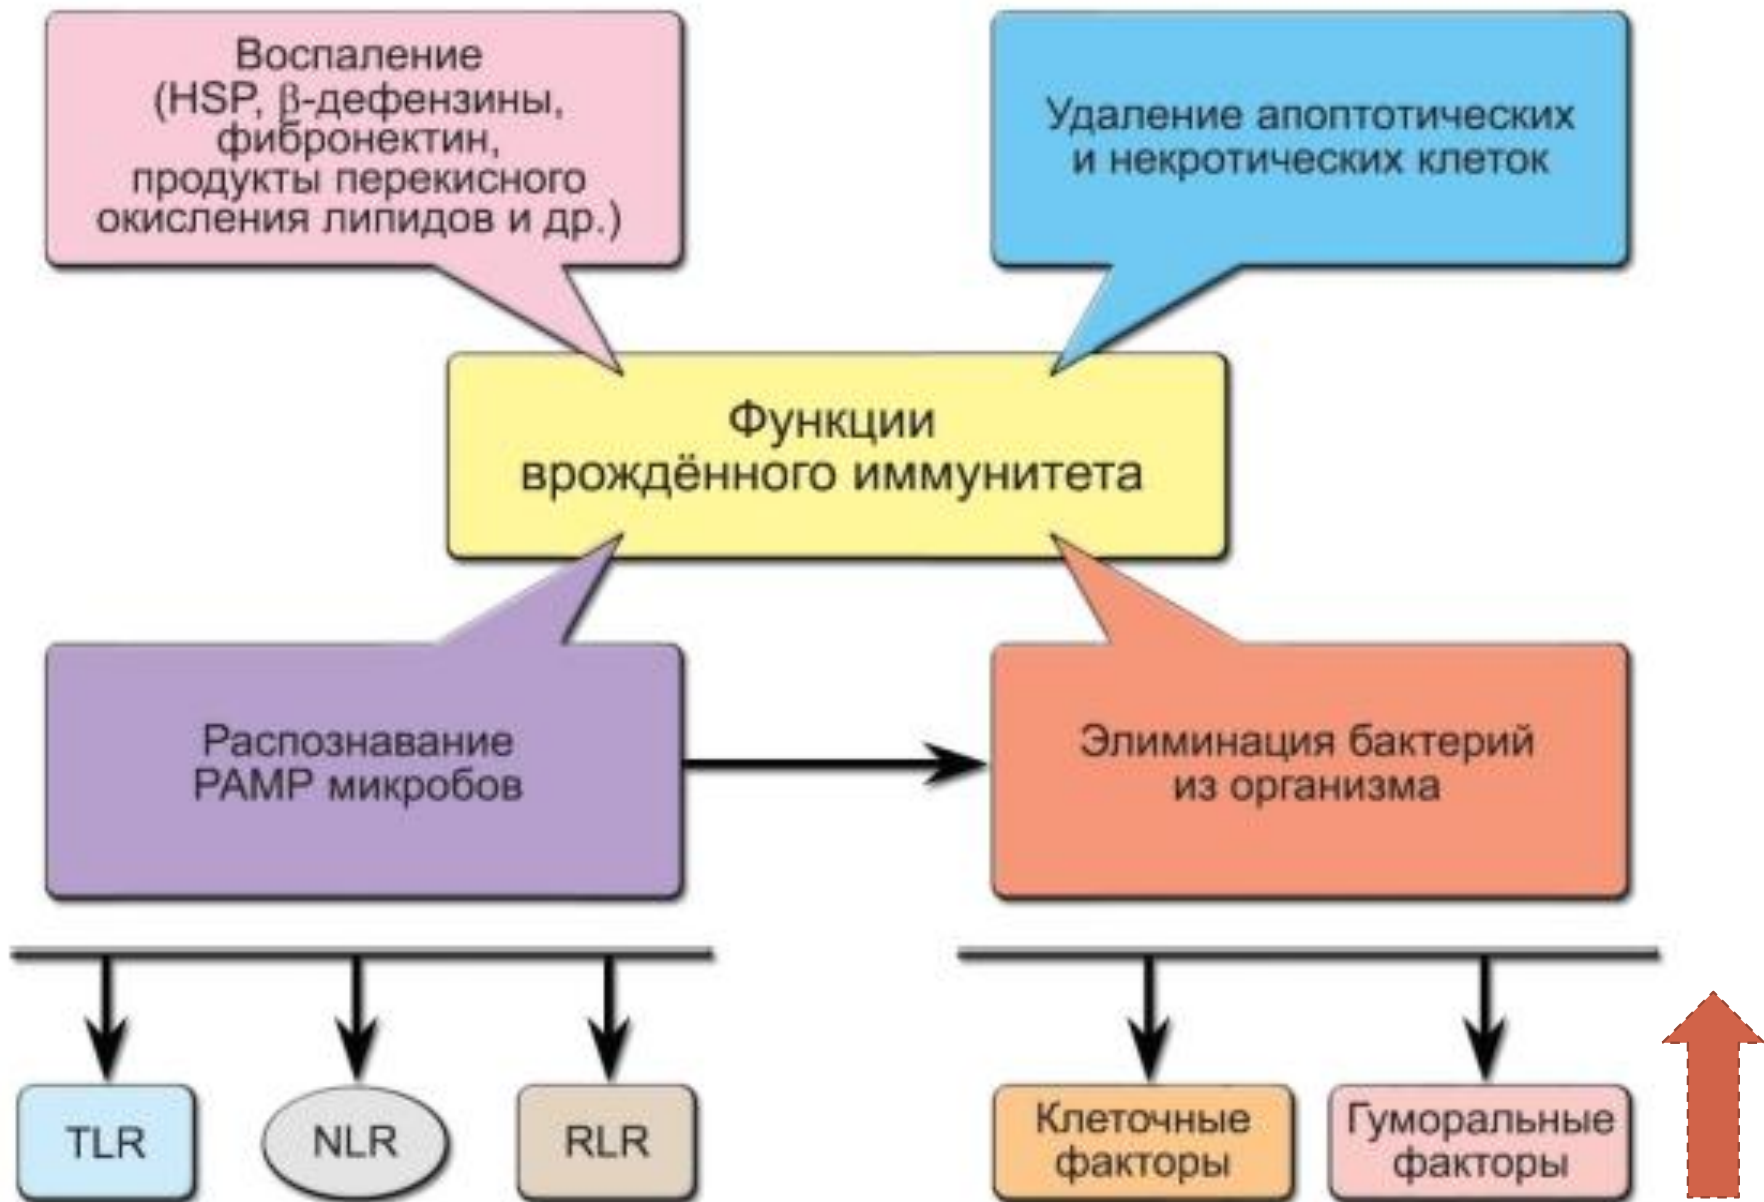 Воспаление
(HSP, β-дефензины,
фибронектин,
продукты перекисного
окисления липидов и др.)
Удаление апоптотических
и некротических клеток
Функции
врождённого иммунитета
Распознавание
PAMP микробов
Элиминация бактерий
из организма
TLR
NLR
RLR
Клеточные
факторы
Гуморальные
факторы